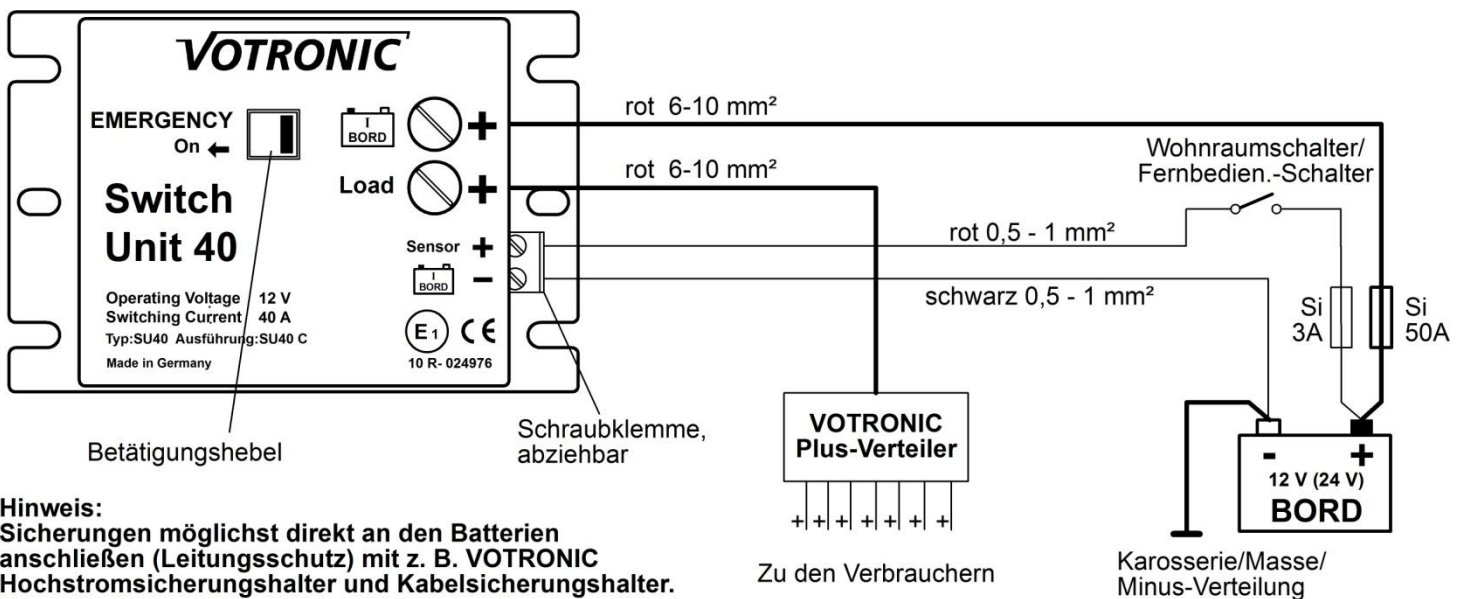 VOTRONIC
EMERGENCY
On ←
I
BORD
+
Load
+
Switch
Unit 40
Sensor +
I
BORD
–
Operating Voltage 12 V
Switching Current 40 A
Typ:SU40 Ausführung:SU40 C
Made in Germany
E1 CE
10 R- 024976
rot 6-10 mm²
rot 6-10 mm²
Wohnraumschalter/
Fernbedien.-Schalter
rot 0,5 - 1 mm²
schwarz 0,5 - 1 mm²
Si
3A
Si
50A
Betätigungshebel
Schraubklemme,
abziehbar
VOTRONIC
Plus-Verteiler
+ + + + + + +
Zu den Verbrauchern
- +
12 V (24 V)
BORD
Karosserie/Masse/
Minus-Verteilung
Hinweis:
Sicherungen möglichst direkt an den Batterien
anschließen (Leitungsschutz) mit z. B. VOTRONIC
Hochstromsicherungshalter und Kabelsicherungshalter.